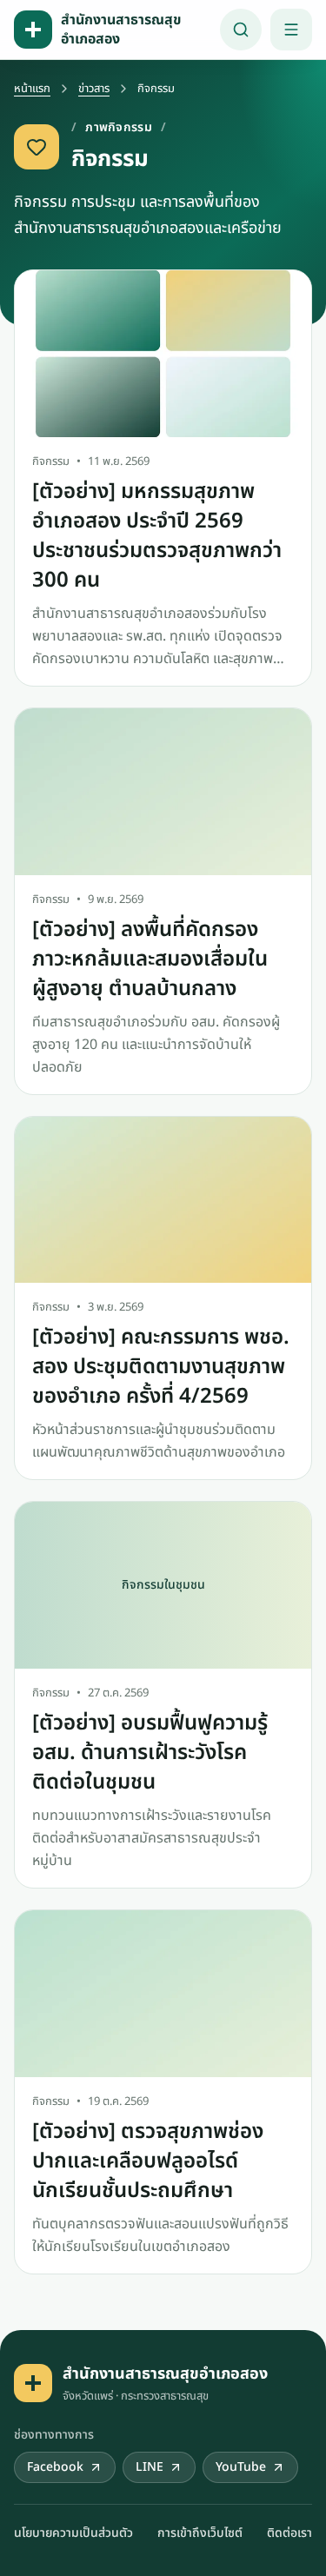 สำนักงานสาธารณสุข
อำเภอสอง
หน้าแรก > ข่าวสาร > กิจกรรม
/ ภาพกิจกรรม /
กิจกรรม
กิจกรรม การประชุม และการลงพื้นที่ของ
สำนักงานสาธารณสุขอำเภอสองและเครือข่าย
กิจกรรม • 11 พ.ย. 2569
[ตัวอย่าง] มหกรรมสุขภาพ
อำเภอสอง ประจำปี 2569
ประชาชนร่วมตรวจสุขภาพกว่า
300 คน
สำนักงานสาธารณสุขอำเภอสองร่วมกับโรง
พยาบาลสองและ รพ.สต. ทุกแห่ง เปิดจุดตรวจ
คัดกรองเบาหวาน ความดันโลหิต และสุขภาพ...
กิจกรรม • 9 พ.ย. 2569
[ตัวอย่าง] ลงพื้นที่คัดกรอง
ภาวะหกล้มและสมองเสื่อมใน
ผู้สูงอายุ ตำบลบ้านกลาง
ทีมสาธารณสุขอำเภอร่วมกับ อสม. คัดกรองผู้
สูงอายุ 120 คน และแนะนำการจัดบ้านให้
ปลอดภัย
กิจกรรม • 3 พ.ย. 2569
[ตัวอย่าง] คณะกรรมการ พชอ.
สอง ประชุมติดตามงานสุขภาพ
ของอำเภอ ครั้งที่ 4/2569
หัวหน้าส่วนราชการและผู้นำชุมชนร่วมติดตาม
แผนพัฒนาคุณภาพชีวิตด้านสุขภาพของอำเภอ
กิจกรรมในชุมชน
กิจกรรม • 27 ต.ค. 2569
[ตัวอย่าง] อบรมฟื้นฟูความรู้
อสม. ด้านการเฝ้าระวังโรค
ติดต่อในชุมชน
ทบทวนแนวทางการเฝ้าระวังและรายงานโรค
ติดต่อสำหรับอาสาสมัครสาธารณสุขประจำ
หมู่บ้าน
กิจกรรม • 19 ต.ค. 2569
[ตัวอย่าง] ตรวจสุขภาพช่อง
ปากและเคลือบฟลูออไรด์
นักเรียนชั้นประถมศึกษา
ทันตบุคลากรตรวจฟันและสอนแปรงฟันที่ถูกวิธี
ให้นักเรียนโรงเรียนในเขตอำเภอสอง
สำนักงานสาธารณสุขอำเภอสอง
จังหวัดแพร่ · กระทรวงสาธารณสุข
ช่องทางทางการ
Facebook LINE YouTube
นโยบายความเป็นส่วนตัว การเข้าถึงเว็บไซต์ ติดต่อเรา